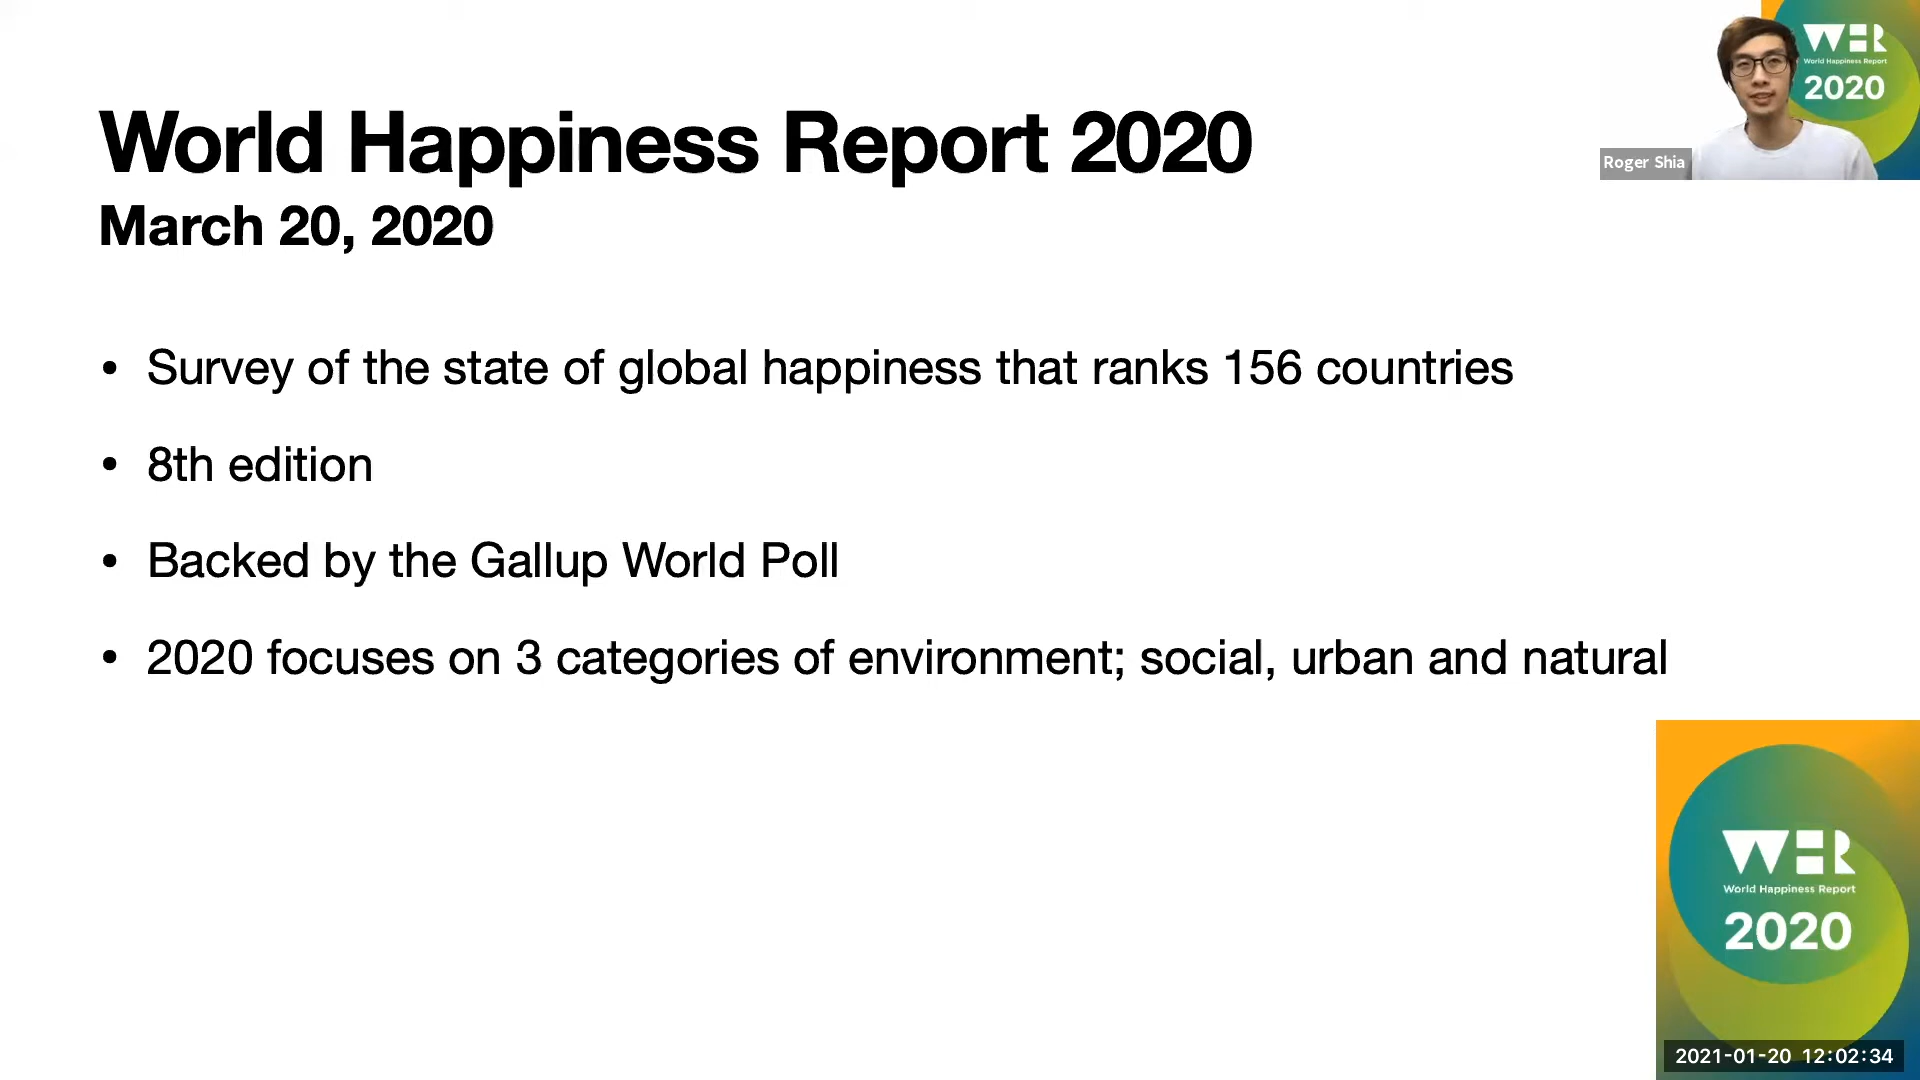 World Happiness Report 2020
March 20, 2020
• Survey of the state of global happiness that ranks 156 countries
• 8th edition
• Backed by the Gallup World Poll
• 2020 focuses on 3 categories of environment; social, urban and natural
WHR
World Happiness Report
2020
Roger Shia
WHR
World Happiness Report
2020
2021-01-20 12:02:34